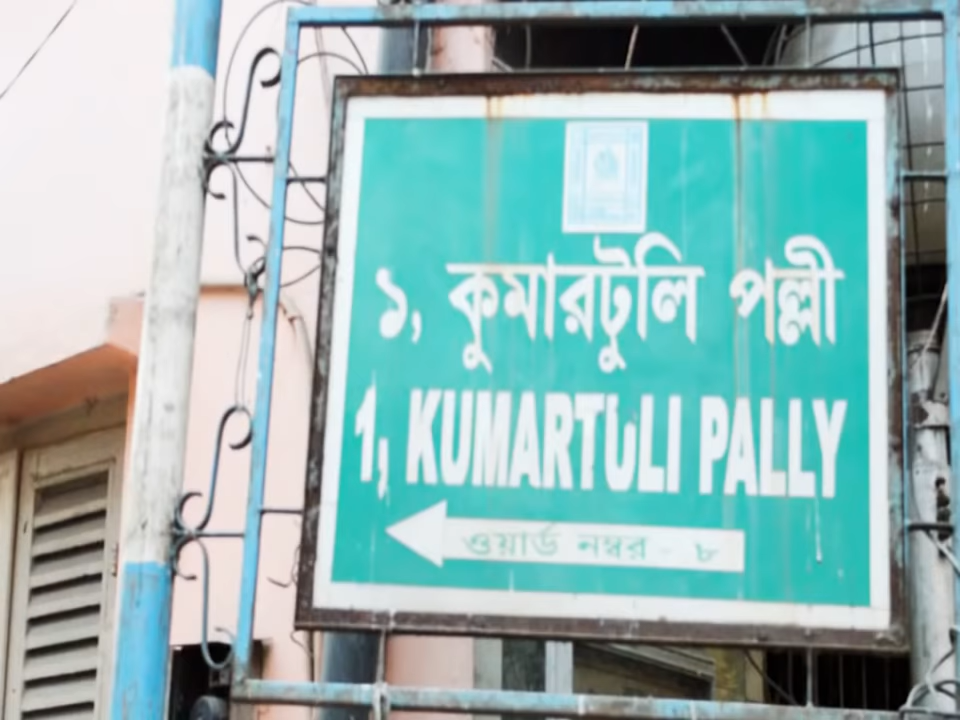 ১, কুমারটুলি পল্লী
1, KUMARTULI PALLY
ওয়ার্ড নম্বর - ৮